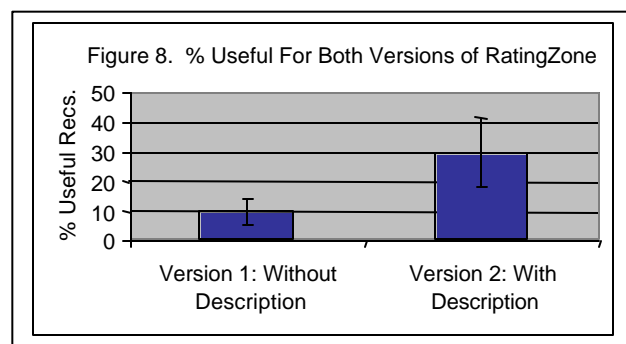 Figure 8.  % Useful For Both Versions of RatingZone
% Useful Recs.
50
40
30
20
10
0
Version 1: Without
Description
Version 2: With
Description